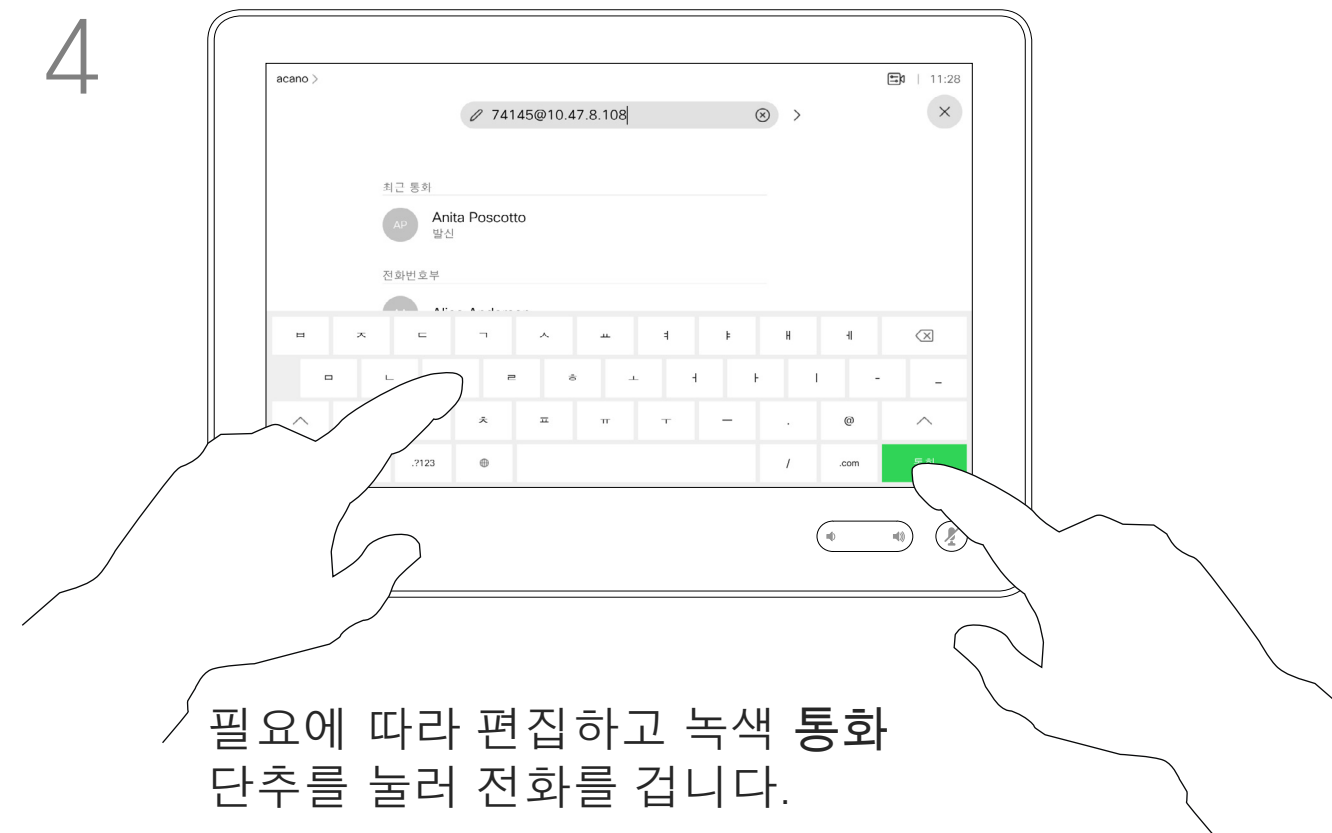 4
acano >
11:28
74145@10.47.8.108
최근 통화
AP
Anita Poscotto
발신
전화번호부
ㅂ ㅈ ㄷ ㄱ ㅅ ㅛ ㅕ ㅑ ㅐ ㅔ
ㅁ ㄴ ㄹ ㅎ ㅗ ㅓ ㅏ ㅣ - _
ㅊ ㅍ ㅠ ㅜ ㅡ . @
.?123 / .com
필요에 따라 편집하고 녹색 통화
단추를 눌러 전화를 겁니다.